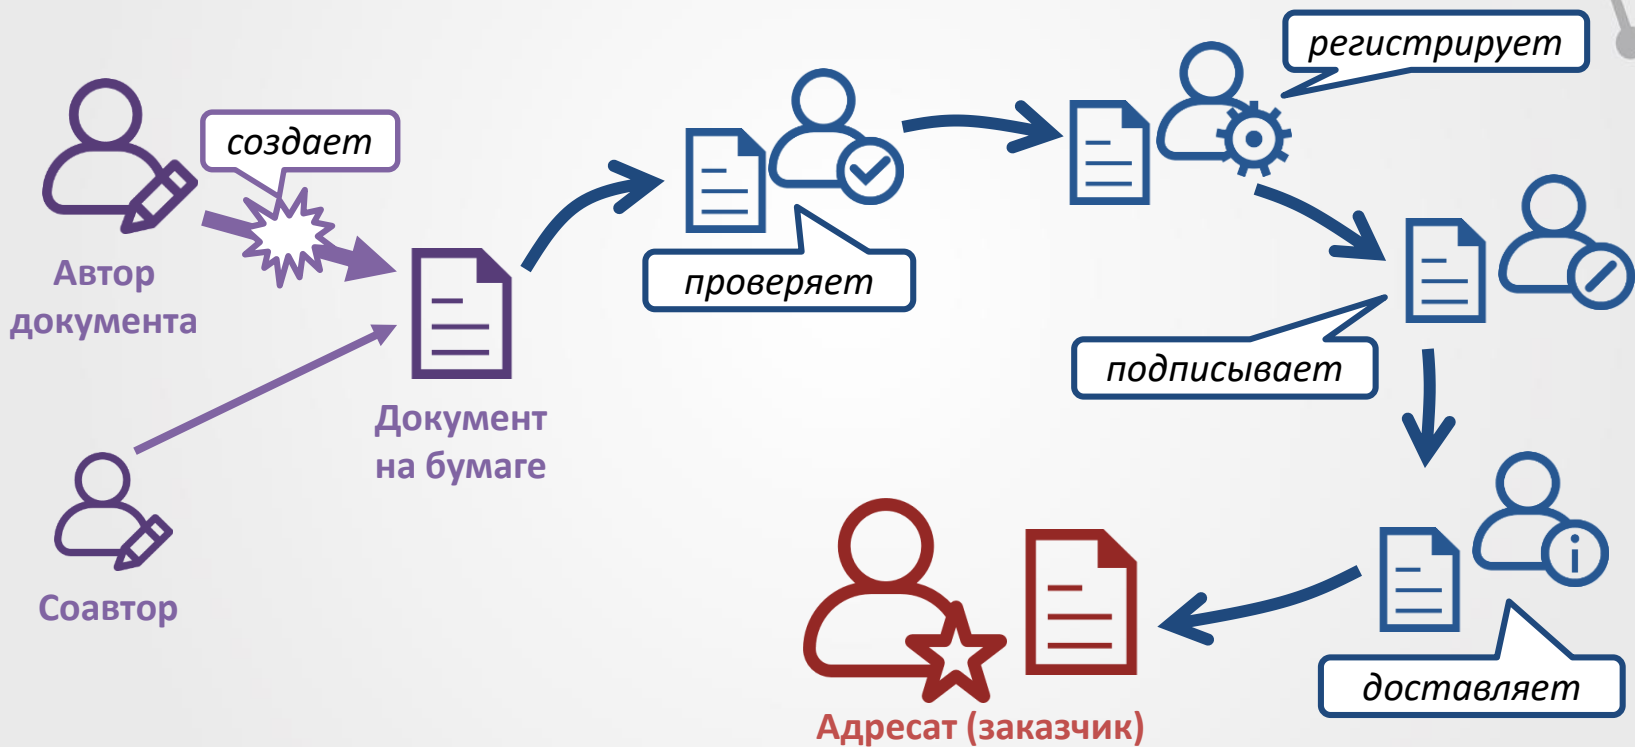 создает
Автор
документа
Соавтор
Документ
на бумаге
проверяет
регистрирует
подписывает
доставляет
Адресат (заказчик)